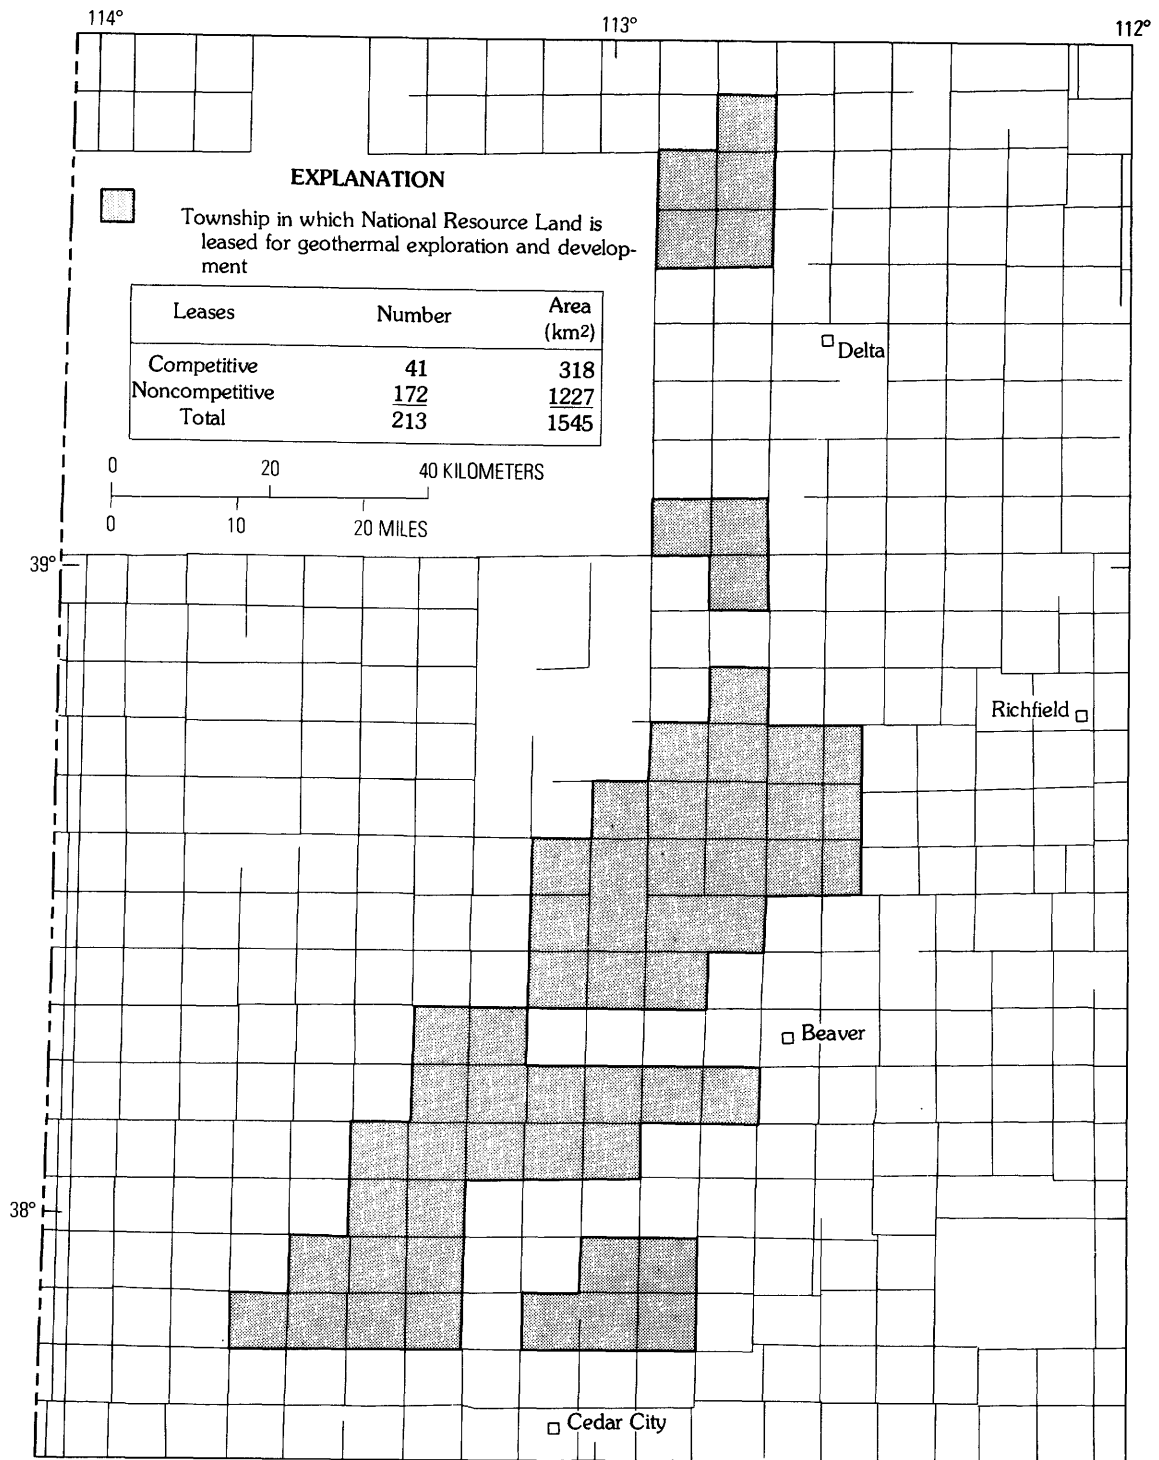 114° 113° 112°
EXPLANATION
Township in which National Resource Land is
leased for geothermal exploration and develop-
ment
Leases Number Area
(km2)
Competitive 41 318
Noncompetitive 172 1227
Total 213 1545
0 20 40 KILOMETERS
0 10 20 MILES
Delta
39°
Richfield
Beaver
38°
Cedar City